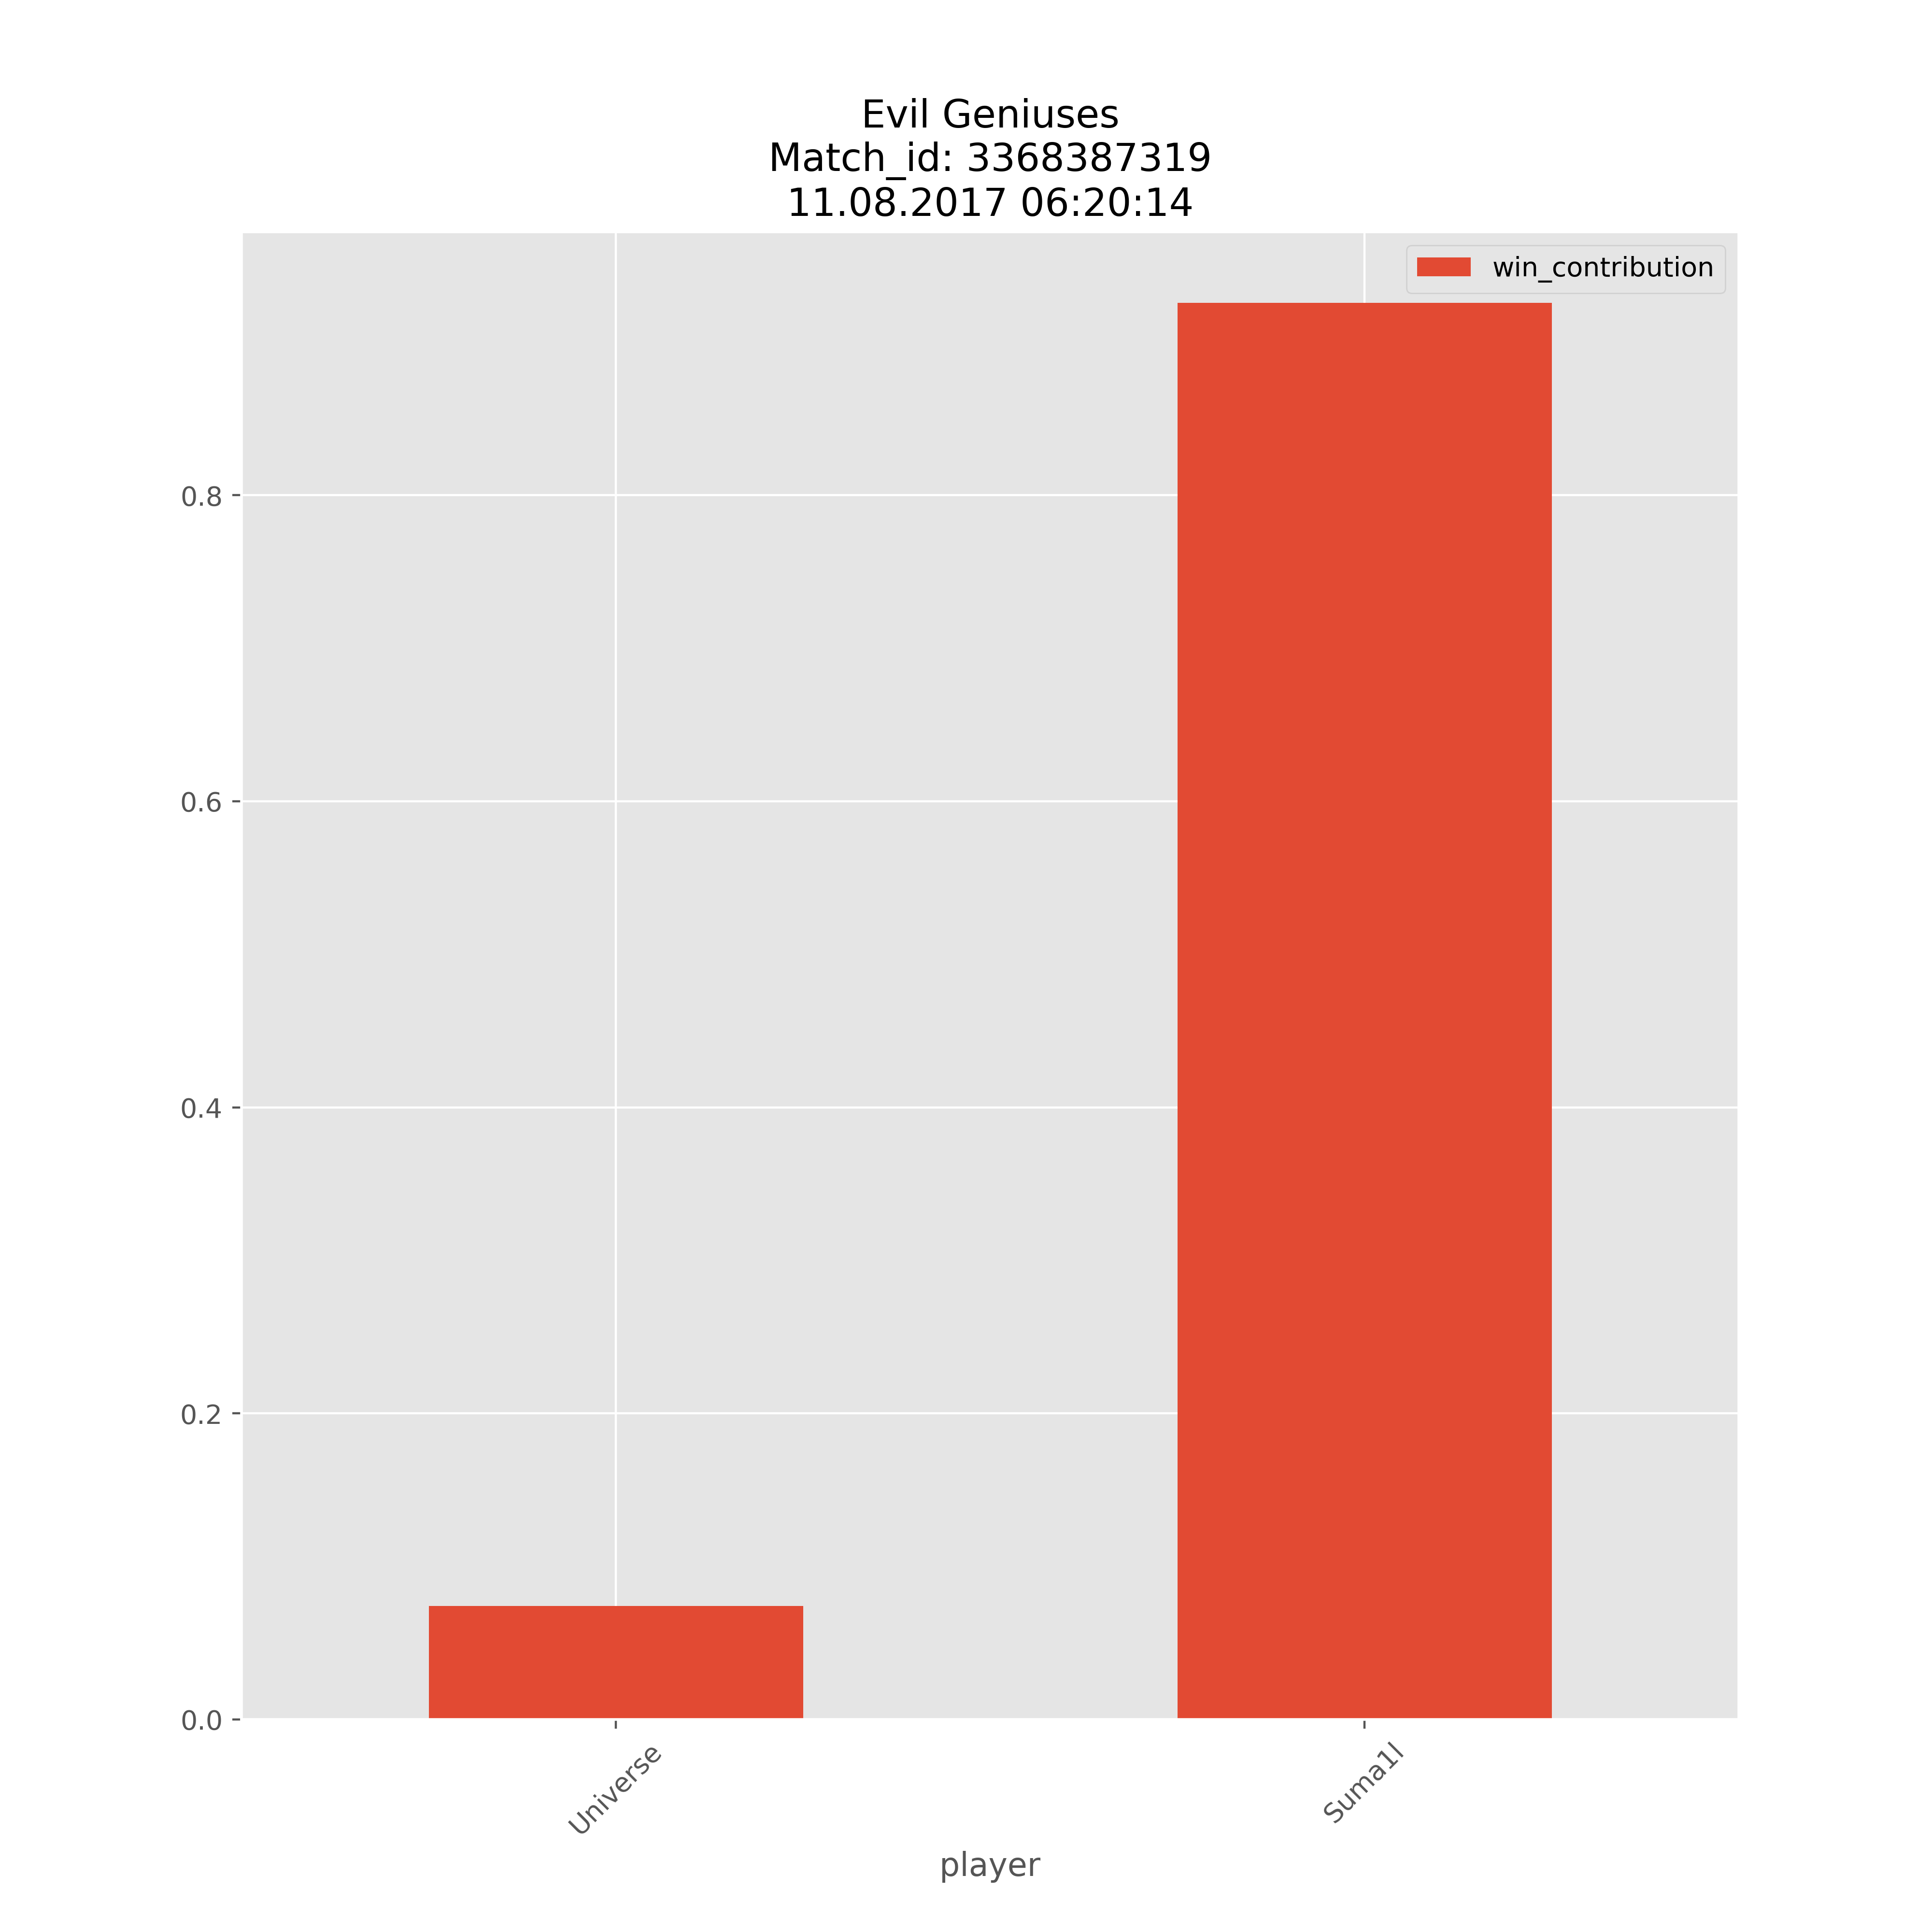 Evil Geniuses
Match_id: 3368387319
11.08.2017 06:20:14
win_contribution
0.8
0.6
0.4
0.2
0.0
Universe
Suma1l
player